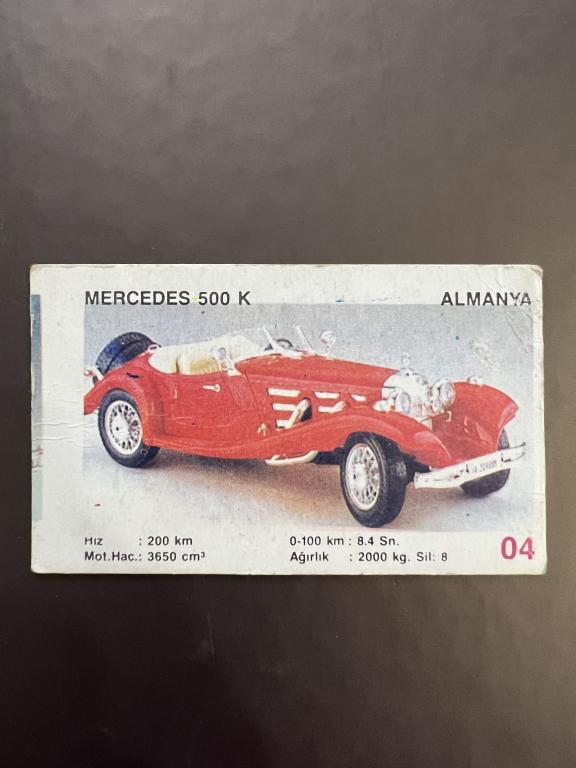 MERCEDES 500 K ALMANYA
Hız : 200 km 0-100 km : 8.4 Sn.
Mot.Hac.: 3650 cm³ Ağırlık : 2000 kg. Sil: 8
04